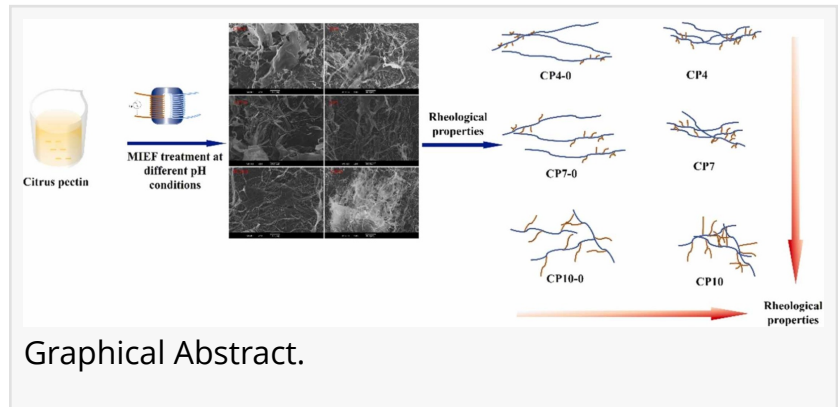 Citrus pectin
MIEF treatment at
different pH
conditions
Rheological
properties
CP4-0
CP4
CP7-0
CP7
CP10-0
CP10
Rheological
properties
Graphical Abstract.